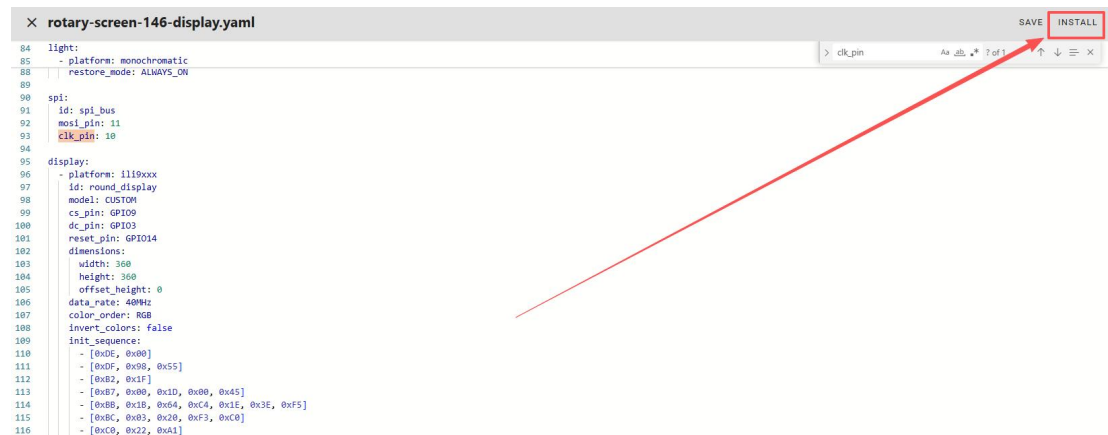 × rotary-screen-146-display.yaml SAVE INSTALL
> clk_pin Aa ab .* ? of 1 ↑ ↓ ×
84 light:
85 - platform: monochromatic
88 restore_mode: ALWAYS_ON
89
90 spi:
91 id: spi_bus
92 mosi_pin: 11
93 clk_pin: 10
94
95 display:
96 - platform: ili9xxx
97 id: round_display
98 model: CUSTOM
99 cs_pin: GPIO9
100 dc_pin: GPIO3
101 reset_pin: GPIO14
102 dimensions:
103 width: 360
104 height: 360
105 offset_height: 0
106 data_rate: 40MHz
107 color_order: RGB
108 invert_colors: false
109 init_sequence:
110 - [0xDE, 0x00]
111 - [0xDF, 0x98, 0x55]
112 - [0xB2, 0x1F]
113 - [0xB7, 0x00, 0x1D, 0x00, 0x45]
114 - [0xBB, 0x1B, 0x64, 0xC4, 0x1E, 0x3E, 0xF5]
115 - [0xBC, 0x03, 0x20, 0xF3, 0xC0]
116 - [0xC0, 0x22, 0xA1]